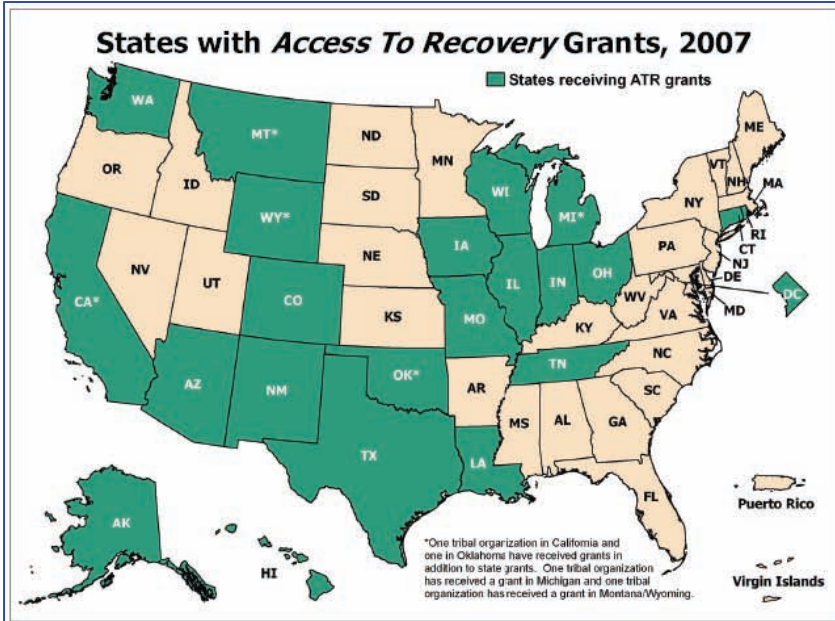 States with Access To Recovery Grants, 2007
States receiving ATR grants
WA
MT*
ND
MN
ME
OR
ID
SD
WI
MI*
VT
NH
MA
NY
WY*
IA
RI
CT
NE
PA
NJ
NV
UT
IL
IN
OH
DE
DC
CA*
CO
WV
MD
KS
MO
KY
VA
NC
TN
AZ
NM
OK*
AR
SC
MS
AL
GA
TX
LA
FL
Puerto Rico
AK
HI
*One tribal organization in California and
one in Oklahoma have received grants in
addition to state grants. One tribal organization
has received a grant in Michigan and one tribal
organization has received a grant in Montana/Wyoming.
Virgin Islands